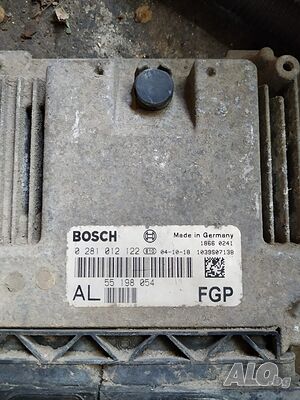 BOSCH Made in Germany
1866 0241
0 281 012 122 04-10-18 1039S07138
55 198 054
AL FGP
ALO.bg